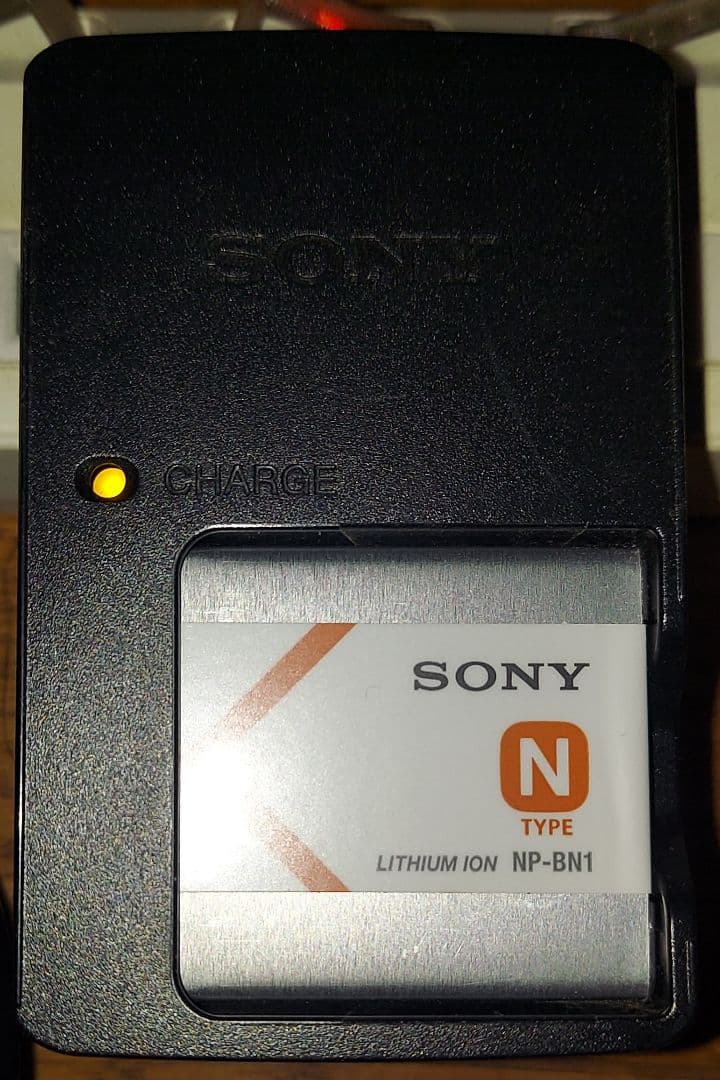 SONY
CHARGE
SONY
N
TYPE
LITHIUM ION NP-BN1